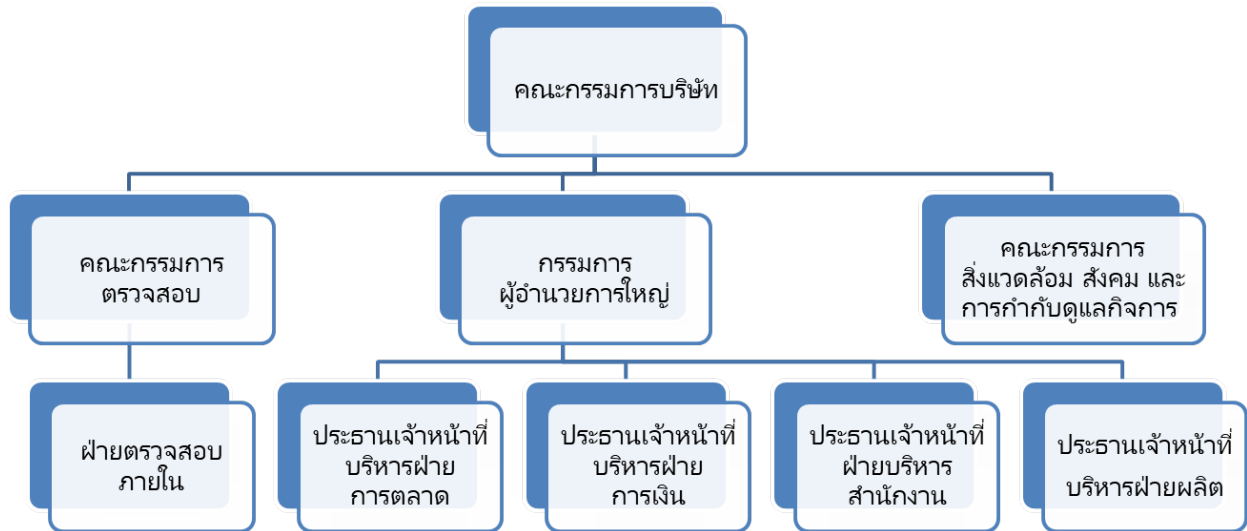 คณะกรรมการบริษัท
คณะกรรมการ
ตรวจสอบ
กรรมการ
ผู้อำนวยการใหญ่
คณะกรรมการ
สิ่งแวดล้อม สังคม และ
การกำกับดูแลกิจการ
ฝ่ายตรวจสอบ
ภายใน
ประธานเจ้าหน้าที่
บริหารฝ่าย
การตลาด
ประธานเจ้าหน้าที่
บริหารฝ่าย
การเงิน
ประธานเจ้าหน้าที่
ฝ่ายบริหาร
สำนักงาน
ประธานเจ้าหน้าที่
บริหารฝ่ายผลิต